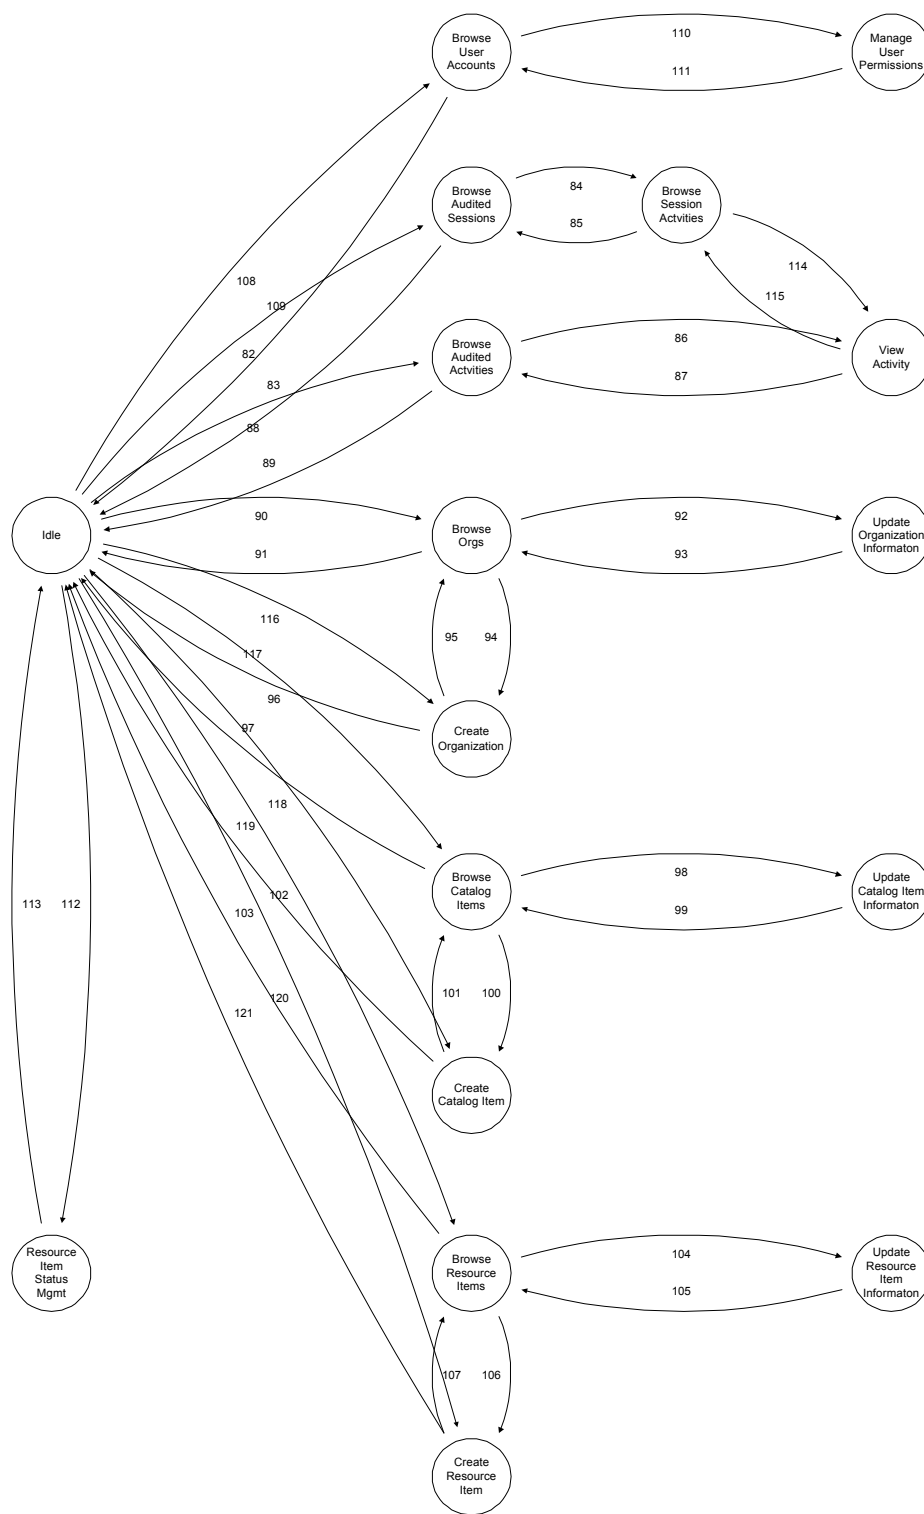 Browse
User
Accounts
110
111
Manage
User
Permissions
Browse
Audited
Sessions
84
85
Browse
Session
Actvities
114
115
108
109
82
83
88
89
Browse
Audited
Actvities
86
87
View
Activity
Idle
90
91
Browse
Orgs
92
93
Update
Organization
Informaton
116
117
96
97
95
94
Create
Organization
118
119
102
103
120
121
Browse
Catalog
Items
98
99
Update
Catalog Item
Informaton
113
112
101
100
Create
Catalog Item
Resource
Item
Status
Mgmt
Browse
Resource
Items
104
105
Update
Resource
Item
Informaton
107
106
Create
Resource
Item